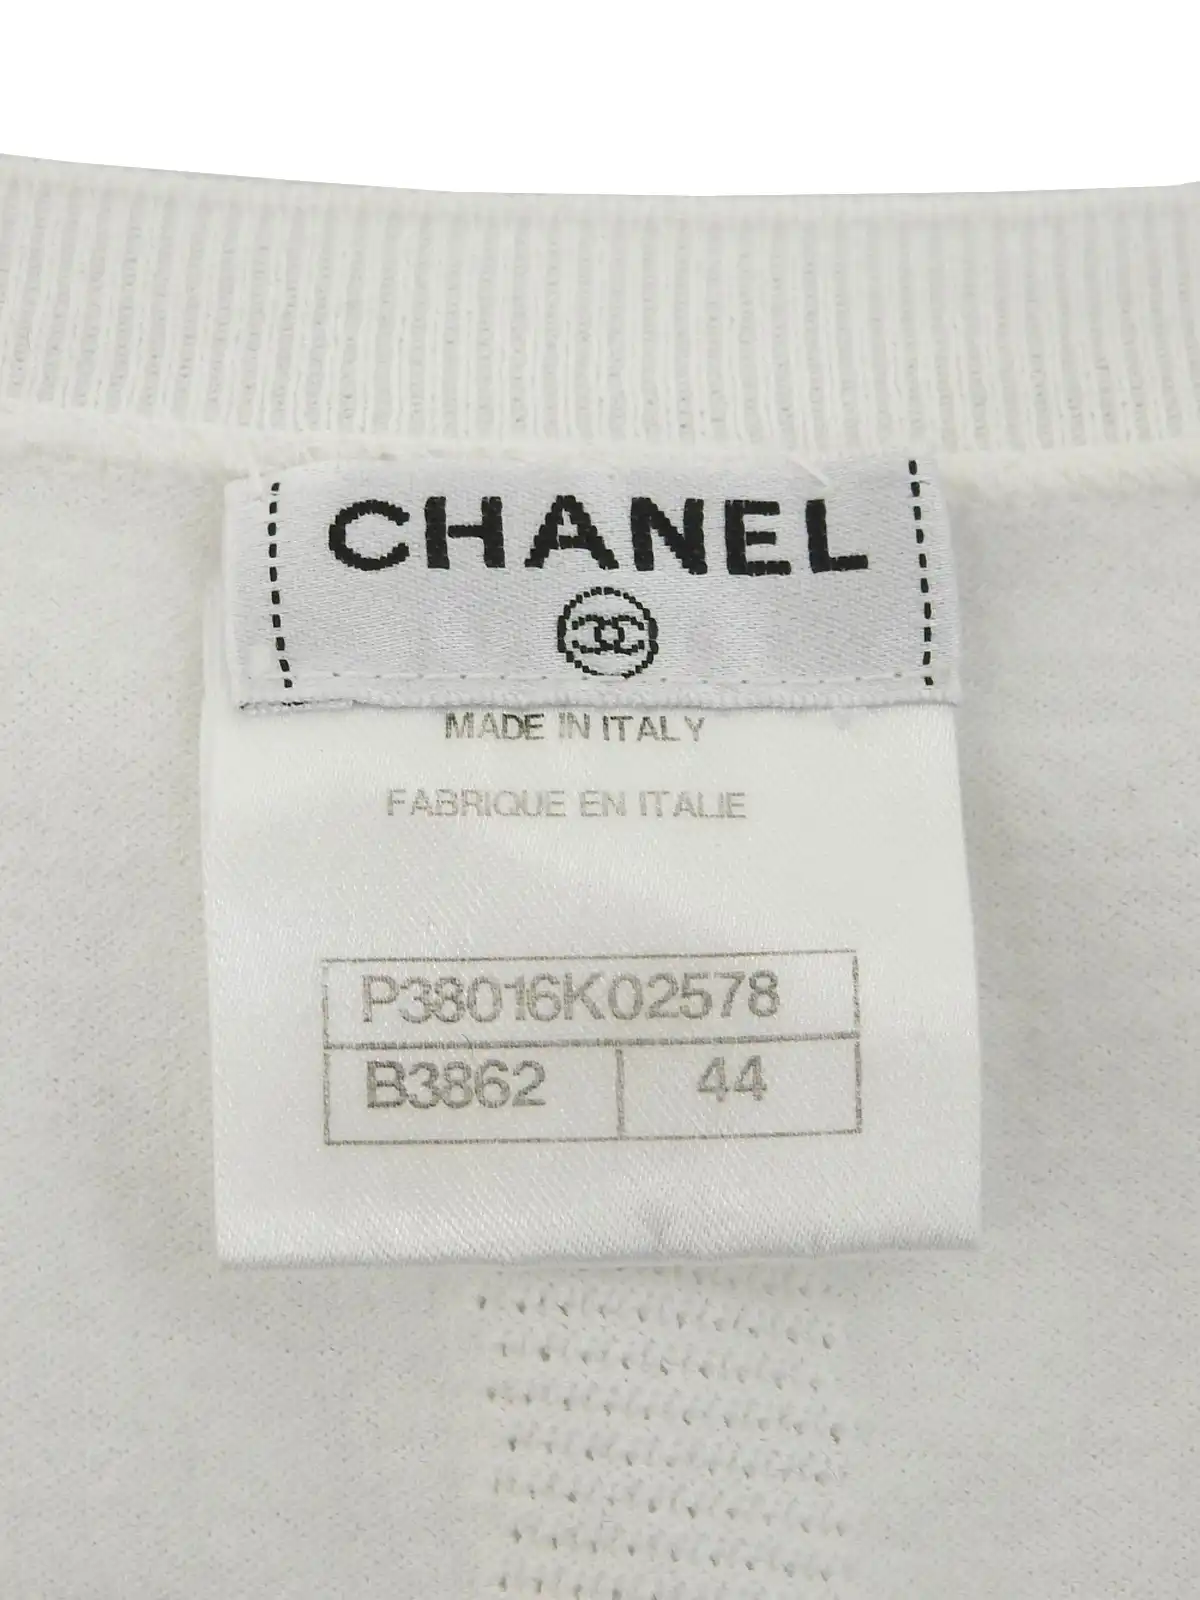 CHANEL
MADE IN ITALY
FABRIQUE EN ITALIE
P38016K02578
B3862 44